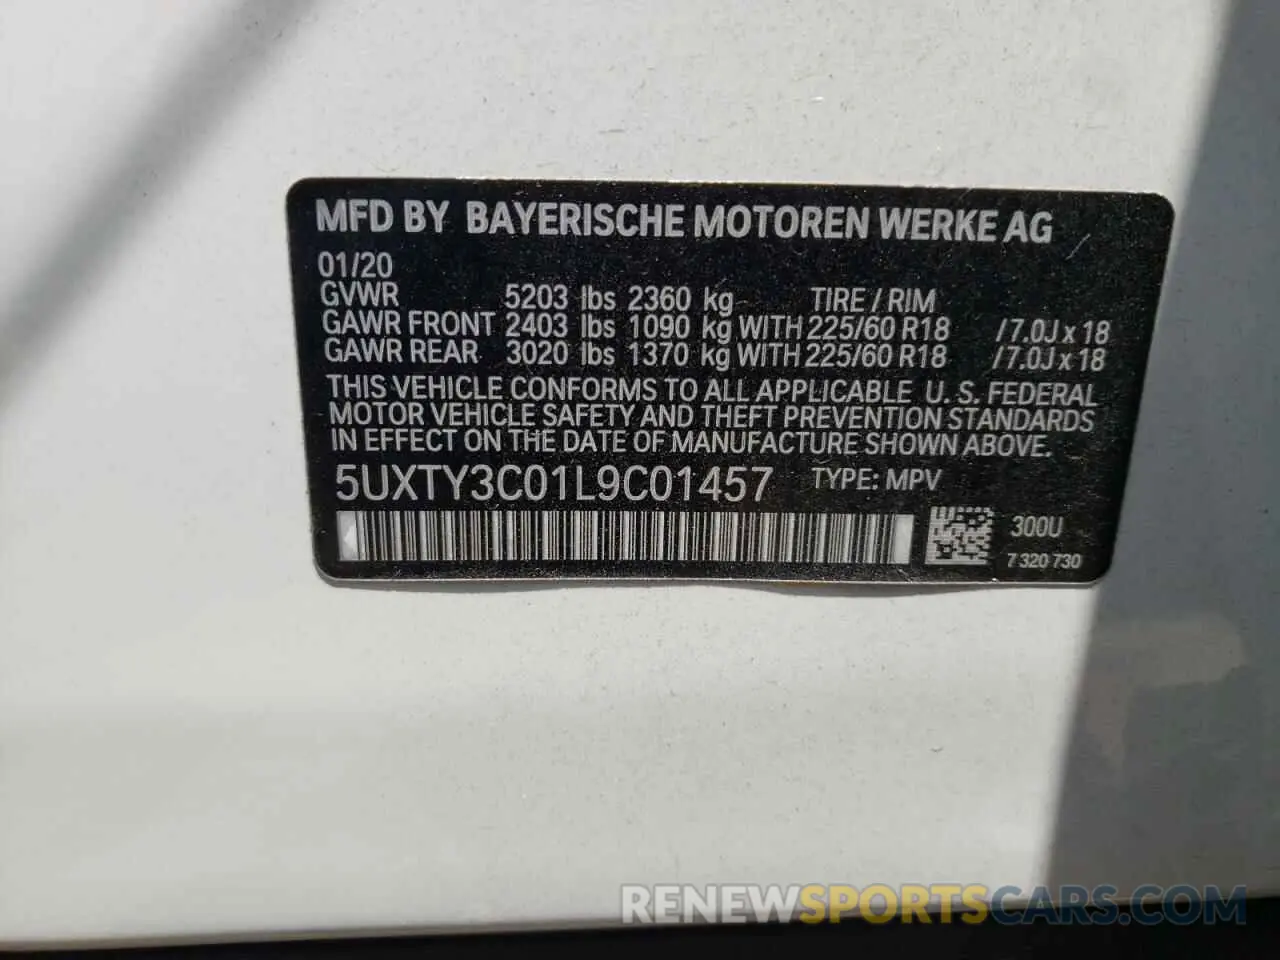 MFD BY BAYERISCHE MOTOREN WERKE AG
01/20
GVWR 5203 lbs 2360 kg TIRE / RIM
GAWR FRONT 2403 lbs 1090 kg WITH 225/60 R18 /7.0J x 18
GAWR REAR 3020 lbs 1370 kg WITH 225/60 R18 /7.0J x 18
THIS VEHICLE CONFORMS TO ALL APPLICABLE U. S. FEDERAL
MOTOR VEHICLE SAFETY AND THEFT PREVENTION STANDARDS
IN EFFECT ON THE DATE OF MANUFACTURE SHOWN ABOVE.
5UXTY3C01L9C01457 TYPE: MPV
300U
7 320 730
RENEWSPORTSCARS.COM